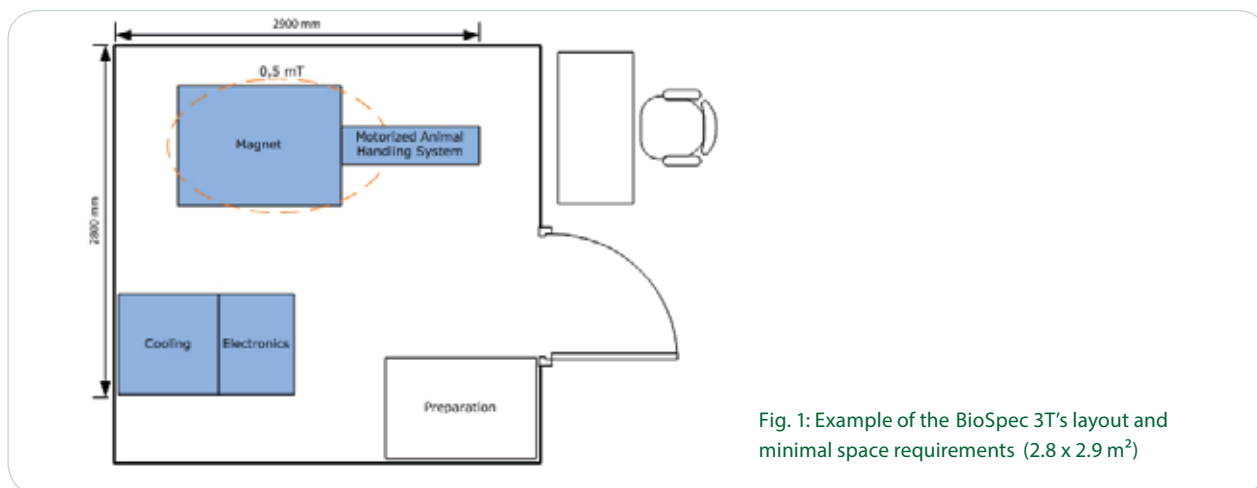 2900 mm
0,5 mT
Magnet
Motorized Animal
Handling System
2800 mm
Cooling
Electronics
Preparation
Fig. 1: Example of the BioSpec 3T’s layout and
minimal space requirements (2.8 x 2.9 m²)